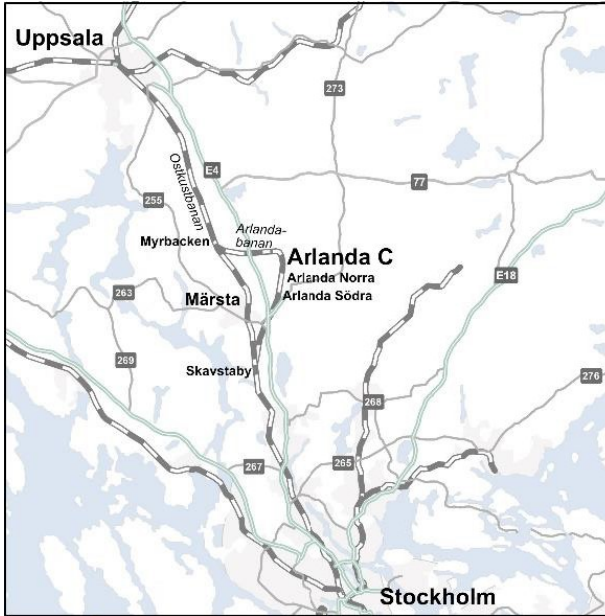 Uppsala
273
E4
77
Ostkustbanan
255
Myrbacken
Arlanda-
banan
Arlanda C
Arlanda Norra
Arlanda Södra
E18
263
Märsta
269
Skavstaby
276
268
267
265
Stockholm